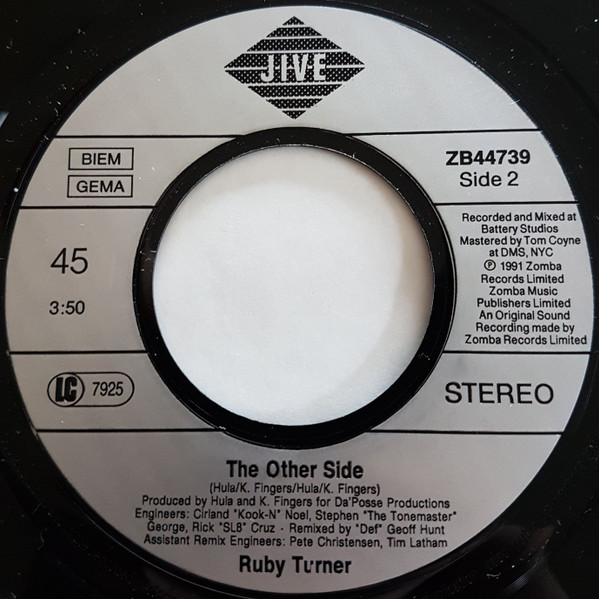 JIVE
BIEM
GEMA
ZB44739
Side 2
45
3:50
Recorded and Mixed at
Battery Studios
Mastered by Tom Coyne
at DMS, NYC
℗ 1991 Zomba
Records Limited
Zomba Music
Publishers Limited
An Original Sound
Recording made by
Zomba Records Limited
LC 7925
STEREO
The Other Side
(Hula/K. Fingers/Hula/K. Fingers)
Produced by Hula and K. Fingers for Da'Posse Productions
Engineers: Cirland "Kook-N" Noel, Stephen "The Tonemaster"
George, Rick "SL8" Cruz - Remixed by "Def" Geoff Hunt
Assistant Remix Engineers: Pete Christensen, Tim Latham
Ruby Turner